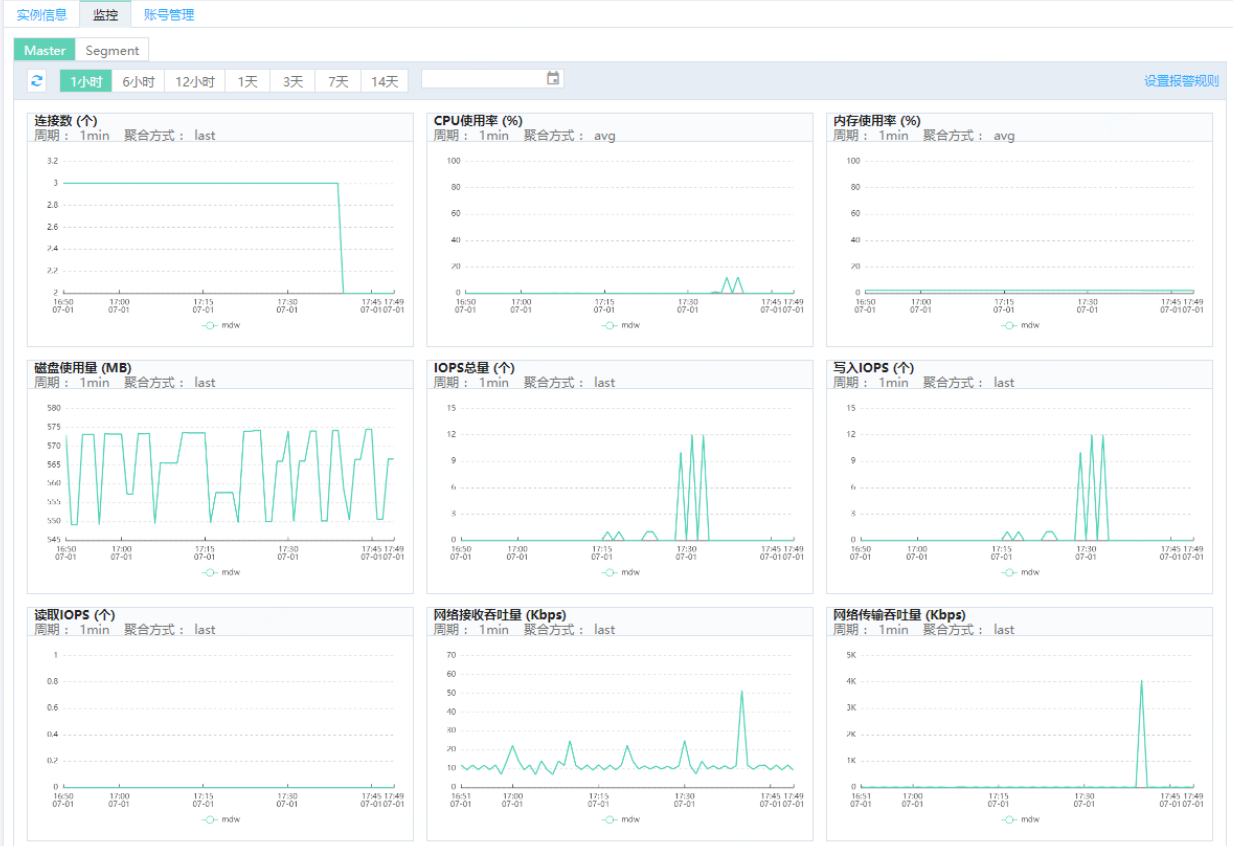 实例信息 监控 账号管理
Master Segment
1小时 6小时 12小时 1天 3天 7天 14天 设置报警规则
连接数 (个)
周期： 1min 聚合方式： last
3.2
3
2.8
2.6
2.4
2.2
2
16:50 17:00 17:15 17:30 17:45 17:49
07-01 07-01 07-01 07-01 07-01 07-01
mdw
CPU使用率 (%)
周期： 1min 聚合方式： avg
100
80
60
40
20
0
16:50 17:00 17:15 17:30 17:45 17:49
07-01 07-01 07-01 07-01 07-01 07-01
mdw
内存使用率 (%)
周期： 1min 聚合方式： avg
100
80
60
40
20
0
16:50 17:00 17:15 17:30 17:45 17:49
07-01 07-01 07-01 07-01 07-01 07-01
mdw
磁盘使用量 (MB)
周期： 1min 聚合方式： last
580
575
570
565
560
555
550
545
16:50 17:00 17:15 17:30 17:45 17:49
07-01 07-01 07-01 07-01 07-01 07-01
mdw
IOPS总量 (个)
周期： 1min 聚合方式： last
15
12
9
6
3
0
16:50 17:00 17:15 17:30 17:45 17:49
07-01 07-01 07-01 07-01 07-01 07-01
mdw
写入IOPS (个)
周期： 1min 聚合方式： last
15
12
9
6
3
0
16:50 17:00 17:15 17:30 17:45 17:49
07-01 07-01 07-01 07-01 07-01 07-01
mdw
读取IOPS (个)
周期： 1min 聚合方式： last
1
0.8
0.6
0.4
0.2
0
16:50 17:00 17:15 17:30 17:45 17:49
07-01 07-01 07-01 07-01 07-01 07-01
mdw
网络接收吞吐量 (Kbps)
周期： 1min 聚合方式： last
70
60
50
40
30
20
10
0
16:51 17:00 17:15 17:30 17:45 17:49
07-01 07-01 07-01 07-01 07-01 07-01
mdw
网络传输吞吐量 (Kbps)
周期： 1min 聚合方式： last
5K
4K
3K
2K
1K
0
16:51 17:00 17:15 17:30 17:45 17:49
07-01 07-01 07-01 07-01 07-01 07-01
mdw